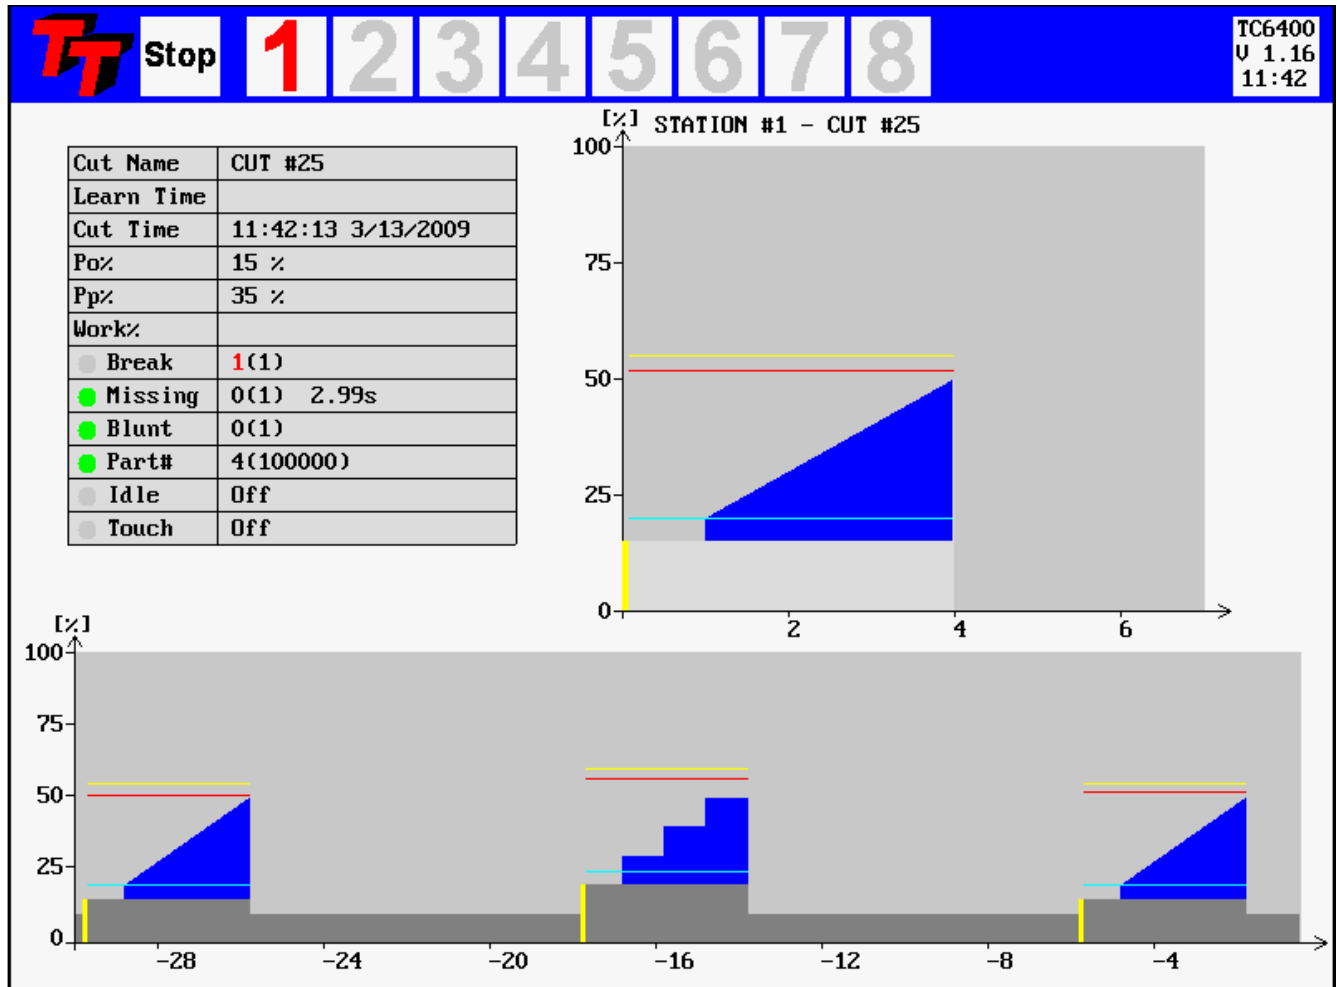 TT Stop 1 2 3 4 5 6 7 8 TC6400
V 1.16
11:42
[%] STATION #1 - CUT #25
Cut Name CUT #25
Learn Time
Cut Time 11:42:13 3/13/2009
Po% 15 %
Pp% 35 %
Work%
Break 1(1)
Missing 0(1) 2.99s
Blunt 0(1)
Part# 4(100000)
Idle Off
Touch Off
100
75
50
25
0
2 4 6
[%]
100
75
50
25
0
-28 -24 -20 -16 -12 -8 -4